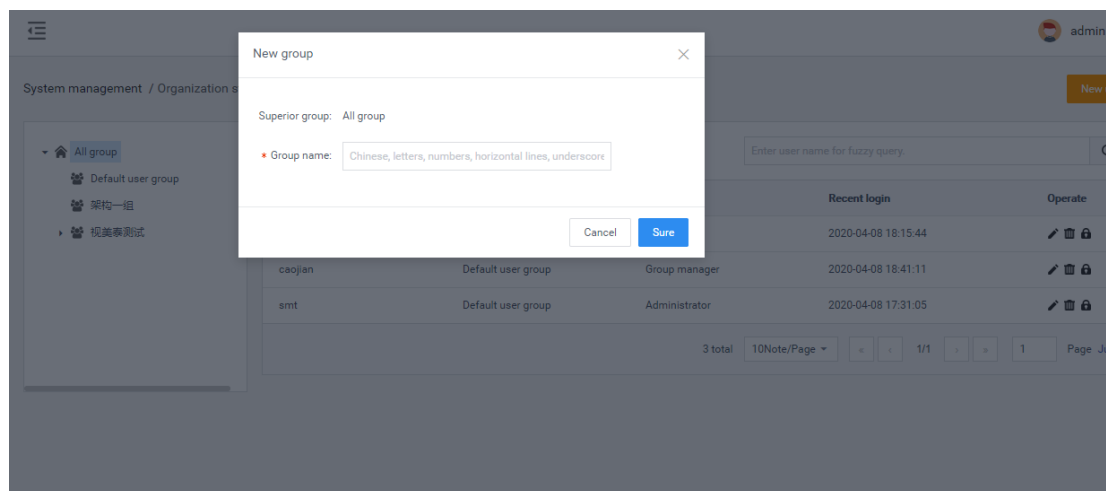 admin
New group
System management / Organization s
New
Superior group: All group
* Group name: Chinese, letters, numbers, horizontal lines, underscore
Cancel
Sure
All group
Default user group
架构一组
视美泰测试
Enter user name for fuzzy query.
Recent login
Operate
2020-04-08 18:15:44
caojian
Default user group
Group manager
2020-04-08 18:41:11
smt
Default user group
Administrator
2020-04-08 17:31:05
3 total
10Note/Page
«
‹
1/1
›
»
1
Page